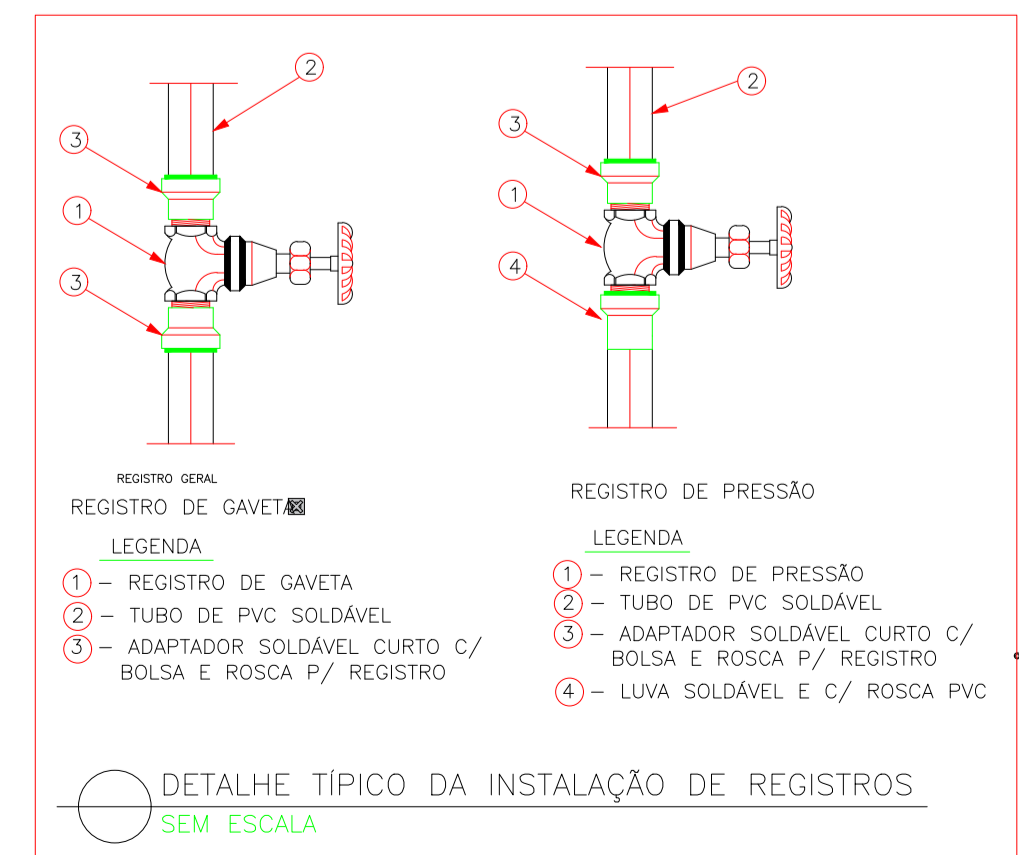 2
3
1
3
2
3
1
4
REGISTRO GERAL
REGISTRO DE GAVETA
LEGENDA
1 – REGISTRO DE GAVETA
2 – TUBO DE PVC SOLDÁVEL
3 – ADAPTADOR SOLDÁVEL CURTO C/
BOLSA E ROSCA P/ REGISTRO
REGISTRO DE PRESSÃO
LEGENDA
1 – REGISTRO DE PRESSÃO
2 – TUBO DE PVC SOLDÁVEL
3 – ADAPTADOR SOLDÁVEL CURTO C/
BOLSA E ROSCA P/ REGISTRO
4 – LUVA SOLDÁVEL E C/ ROSCA PVC
DETALHE TÍPICO DA INSTALAÇÃO DE REGISTROS
SEM ESCALA